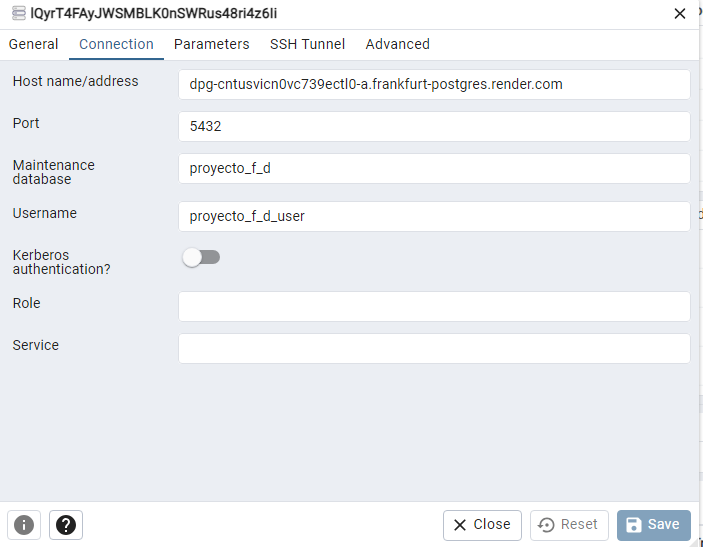 lQyrT4FAyJWSMBLK0nSWRus48ri4z6li
General Connection Parameters SSH Tunnel Advanced
Host name/address dpg-cntusvicn0vc739ectl0-a.frankfurt-postgres.render.com
Port 5432
Maintenance
database proyecto_f_d
Username proyecto_f_d_user
Kerberos
authentication?
Role
Service
Close Reset Save